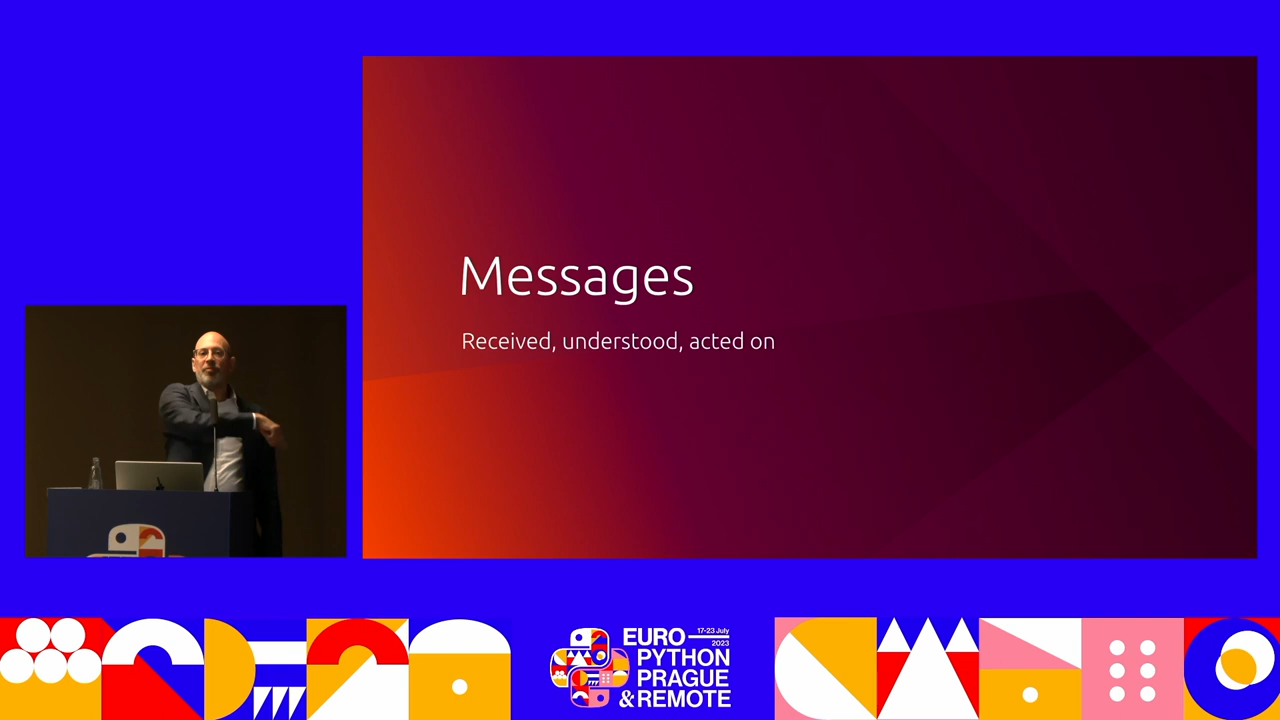 Messages
Received, understood, acted on
EURO
17-23 July
2023
PYTHON
PRAGUE
&REMOTE